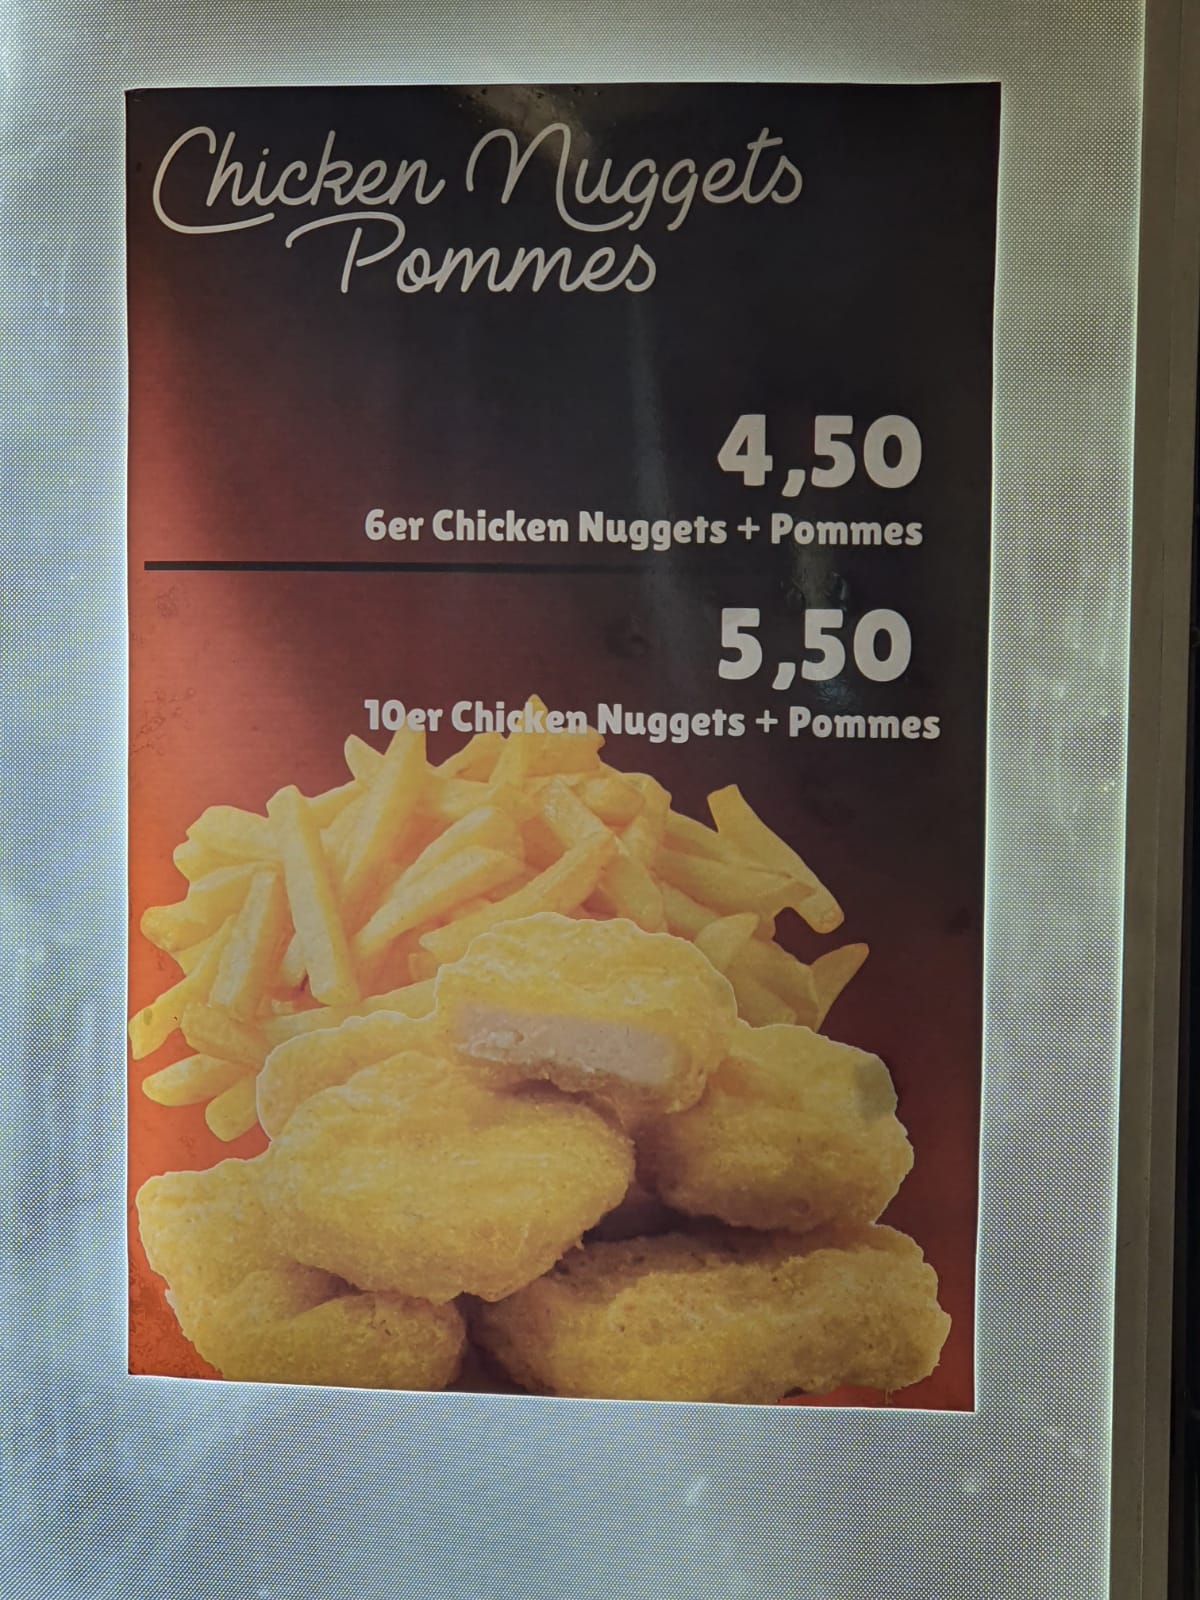 Chicken Nuggets
Pommes
4,50
6er Chicken Nuggets + Pommes
5,50
10er Chicken Nuggets + Pommes